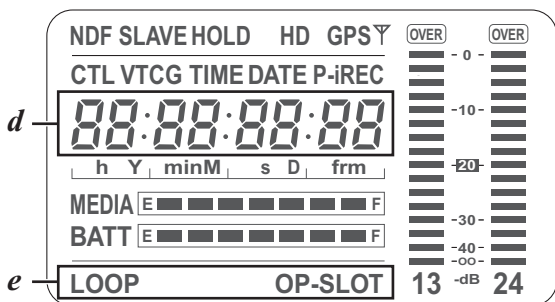 NDF SLAVE HOLD HD GPS OVER OVER
0
CTL VTCG TIME DATE P-iREC
d 88:88:88:88 -10-
h Y minM s D frm -20-
MEDIA E F
-30-
BATT E F
-40-
-∞-
e LOOP OP-SLOT 13 -dB 24